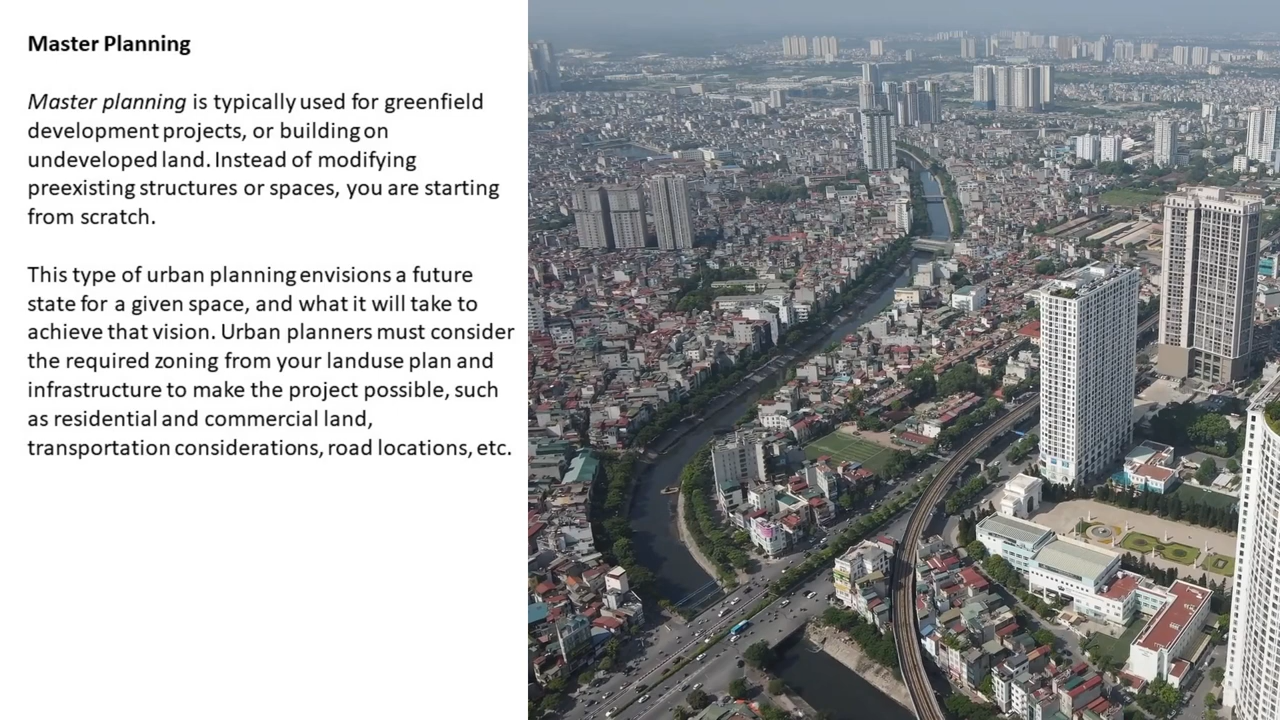 Master Planning
Master planning is typically used for greenfield
development projects, or building on
undeveloped land. Instead of modifying
preexisting structures or spaces, you are starting
from scratch.
This type of urban planning envisions a future
state for a given space, and what it will take to
achieve that vision. Urban planners must consider
the required zoning from your landuse plan and
infrastructure to make the project possible, such
as residential and commercial land,
transportation considerations, road locations, etc.